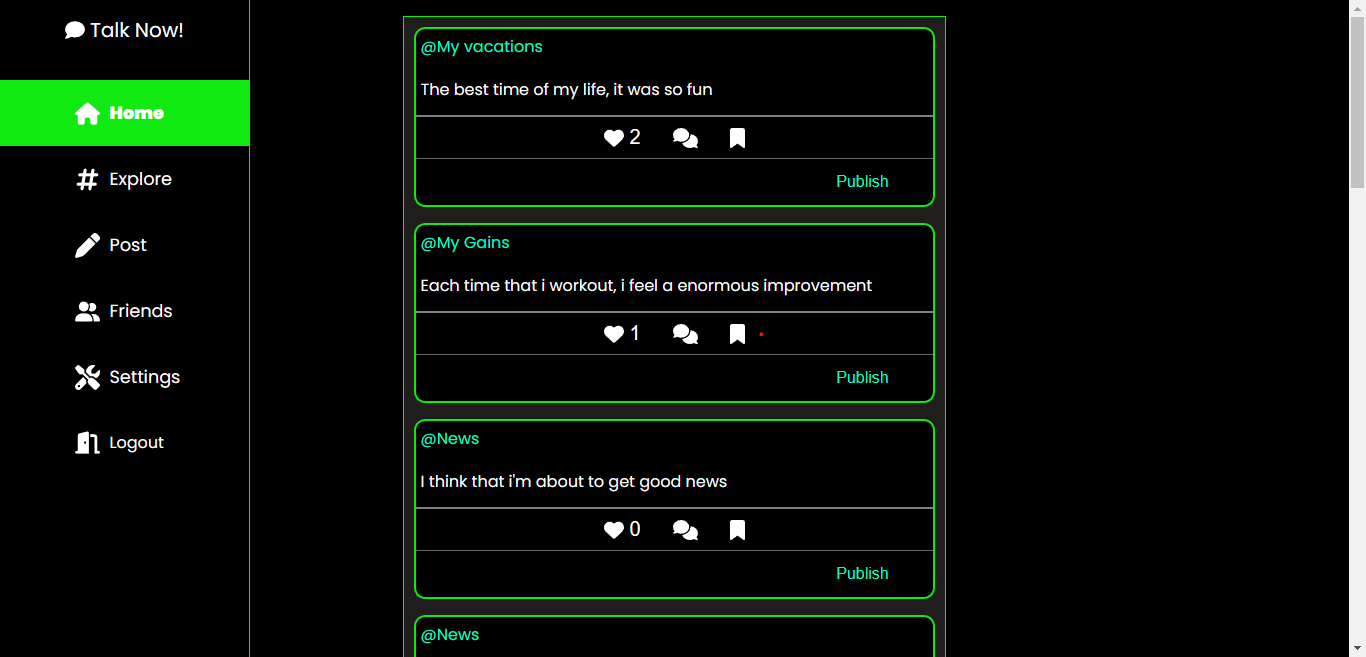 Talk Now!
Home
Explore
Post
Friends
Settings
Logout
@My vacations
The best time of my life, it was so fun
2
Publish
@My Gains
Each time that i workout, i feel a enormous improvement
1
Publish
@News
I think that i'm about to get good news
0
Publish
@News